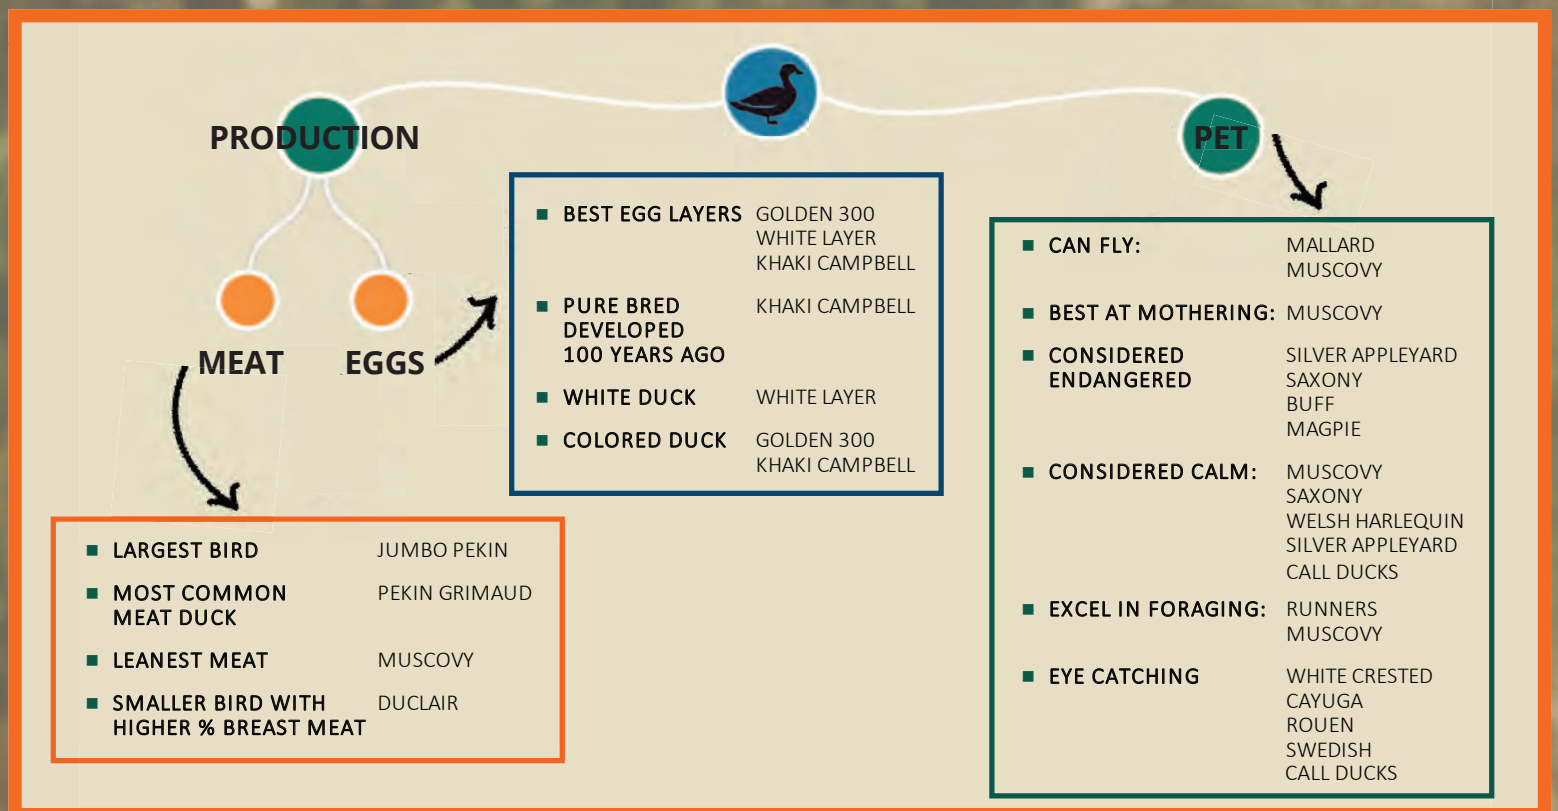 PRODUCTION
PET
MEAT
EGGS
BEST EGG LAYERS GOLDEN 300
WHITE LAYER
KHAKI CAMPBELL
PURE BRED KHAKI CAMPBELL
DEVELOPED
100 YEARS AGO
WHITE DUCK WHITE LAYER
COLORED DUCK GOLDEN 300
KHAKI CAMPBELL
LARGEST BIRD JUMBO PEKIN
MOST COMMON PEKIN GRIMAUD
MEAT DUCK
LEANEST MEAT MUSCOVY
SMALLER BIRD WITH DUCLAIR
HIGHER % BREAST MEAT
CAN FLY: MALLARD
MUSCOVY
BEST AT MOTHERING: MUSCOVY
CONSIDERED SILVER APPLEYARD
ENDANGERED SAXONY
BUFF
MAGPIE
CONSIDERED CALM: MUSCOVY
SAXONY
WELSH HARLEQUIN
SILVER APPLEYARD
CALL DUCKS
EXCEL IN FORAGING: RUNNERS
MUSCOVY
EYE CATCHING WHITE CRESTED
CAYUGA
ROUEN
SWEDISH
CALL DUCKS